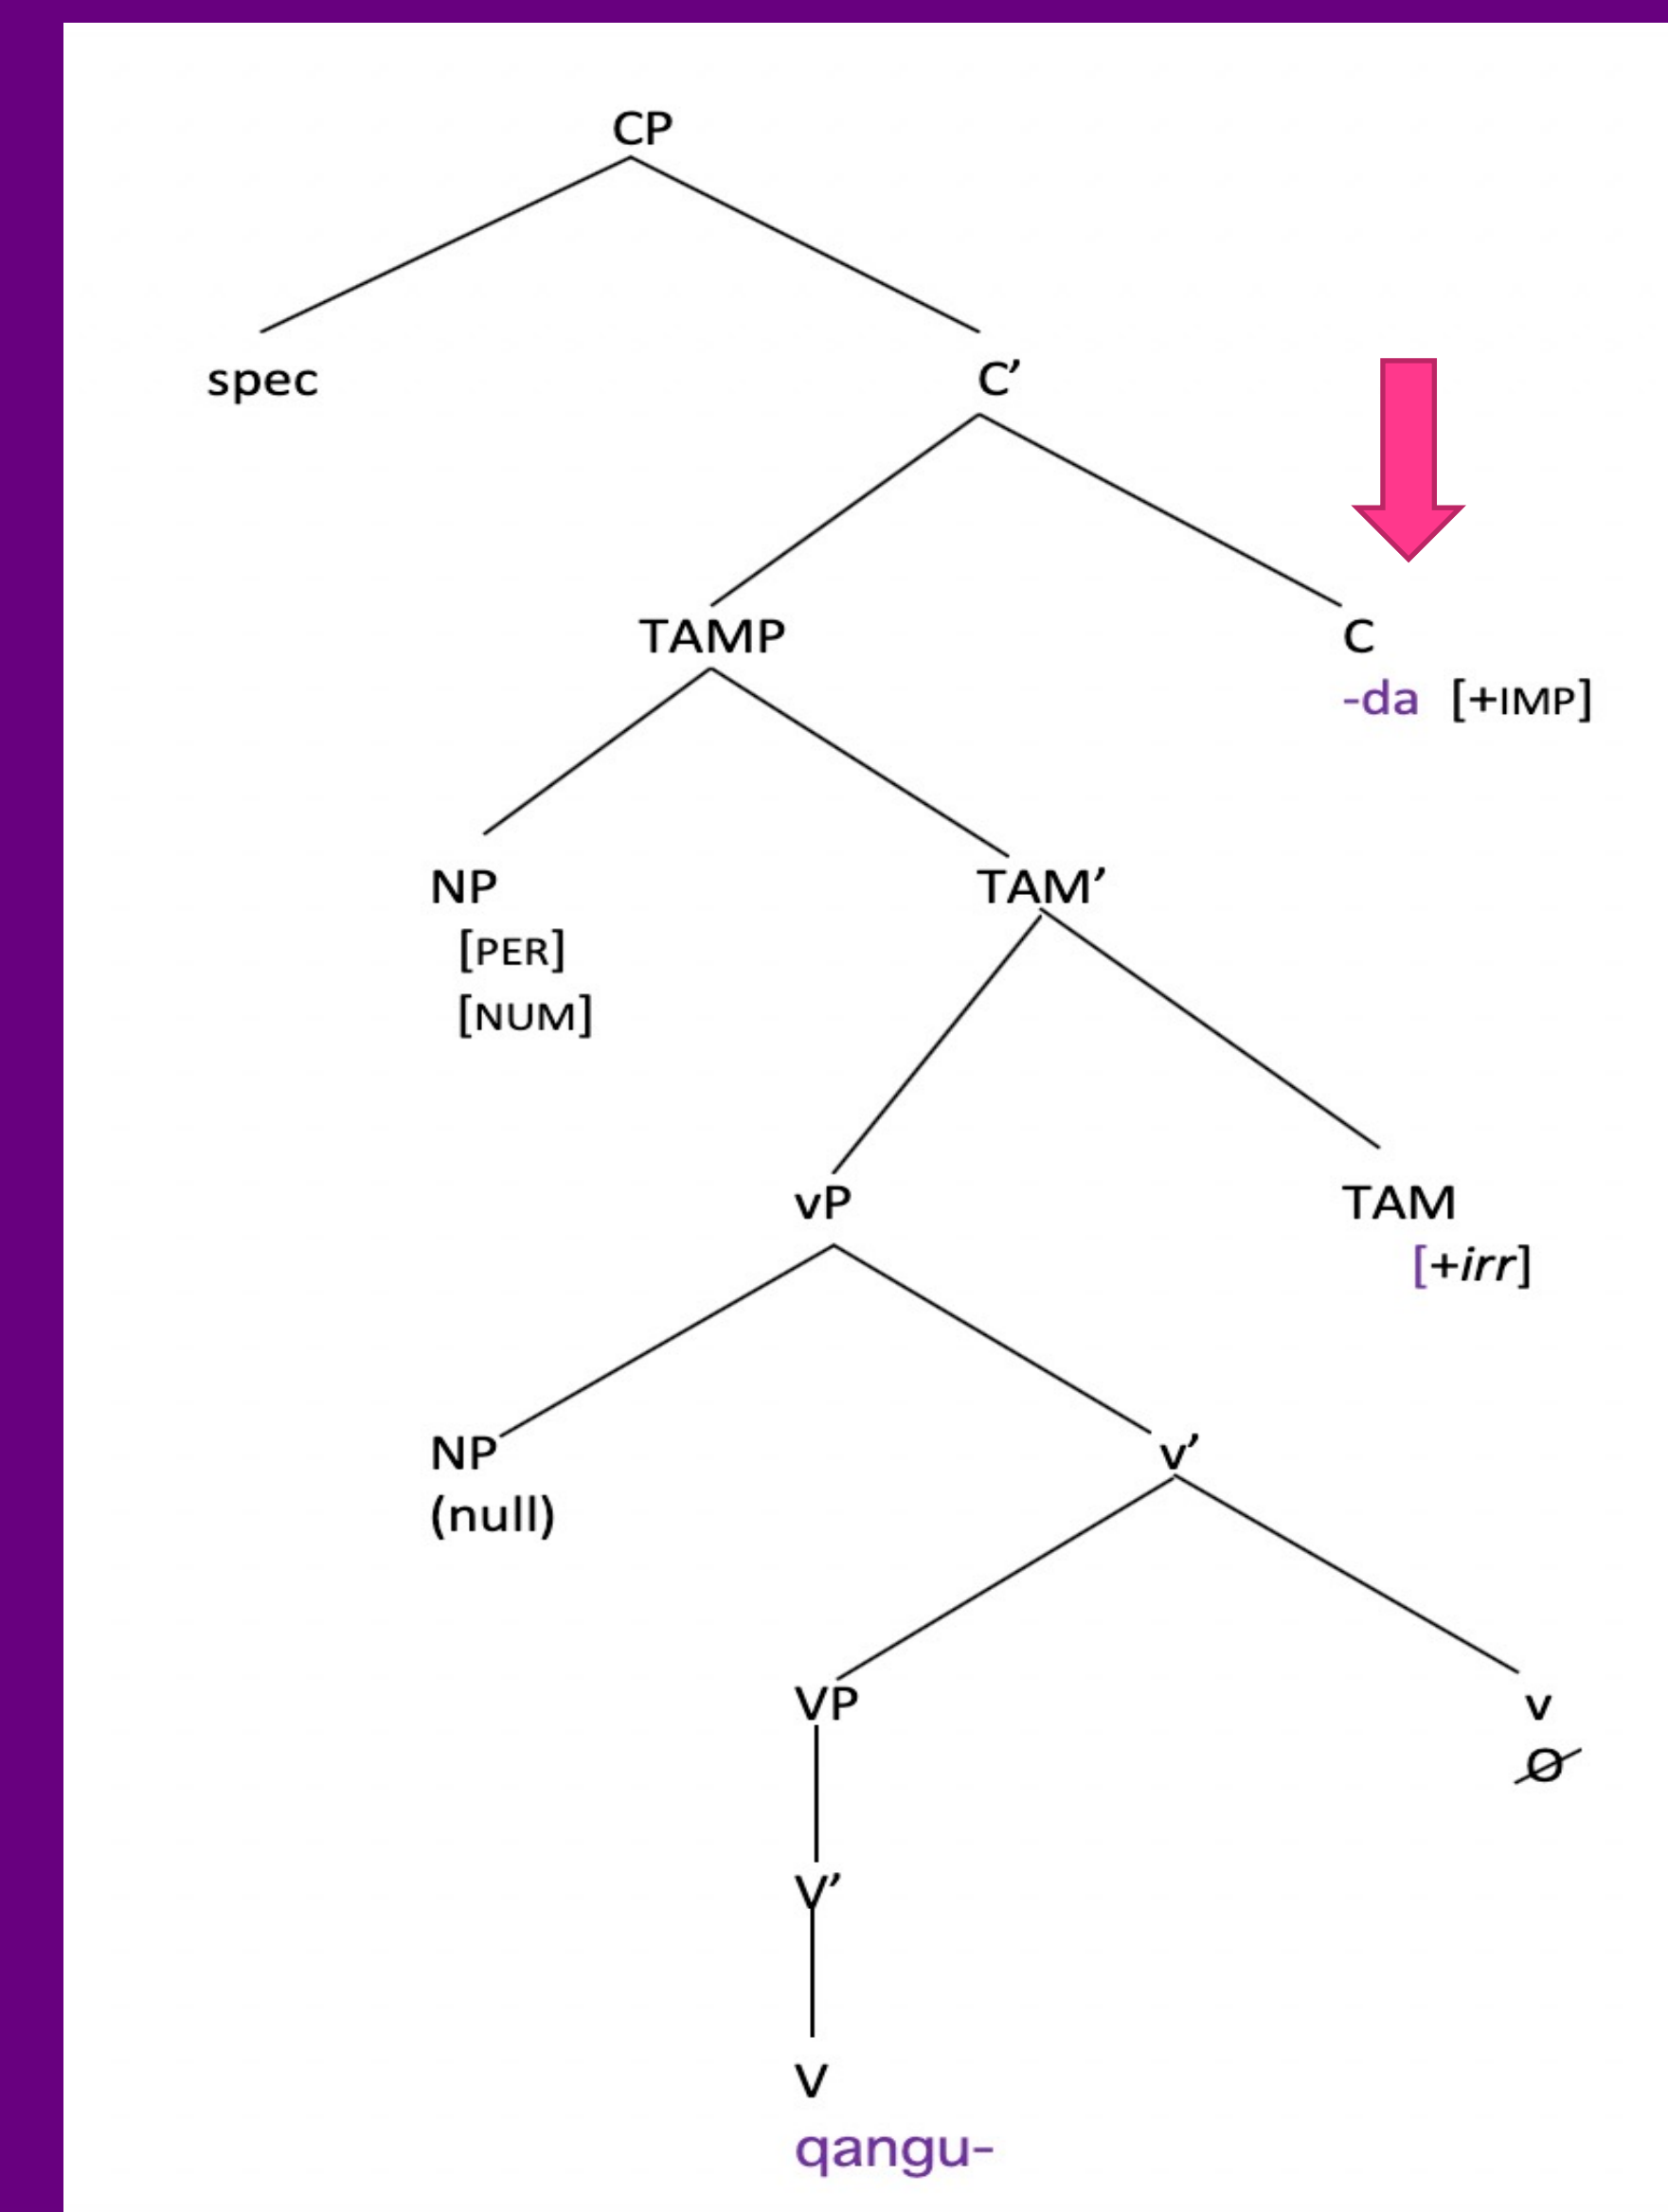 CP
spec
C’
TAMP
C
-da [+IMP]
NP
TAM’
[PER]
[NUM]
vP
TAM
[+irr]
NP
v’
(null)
VP
v
Ø
V’
V
qangu-